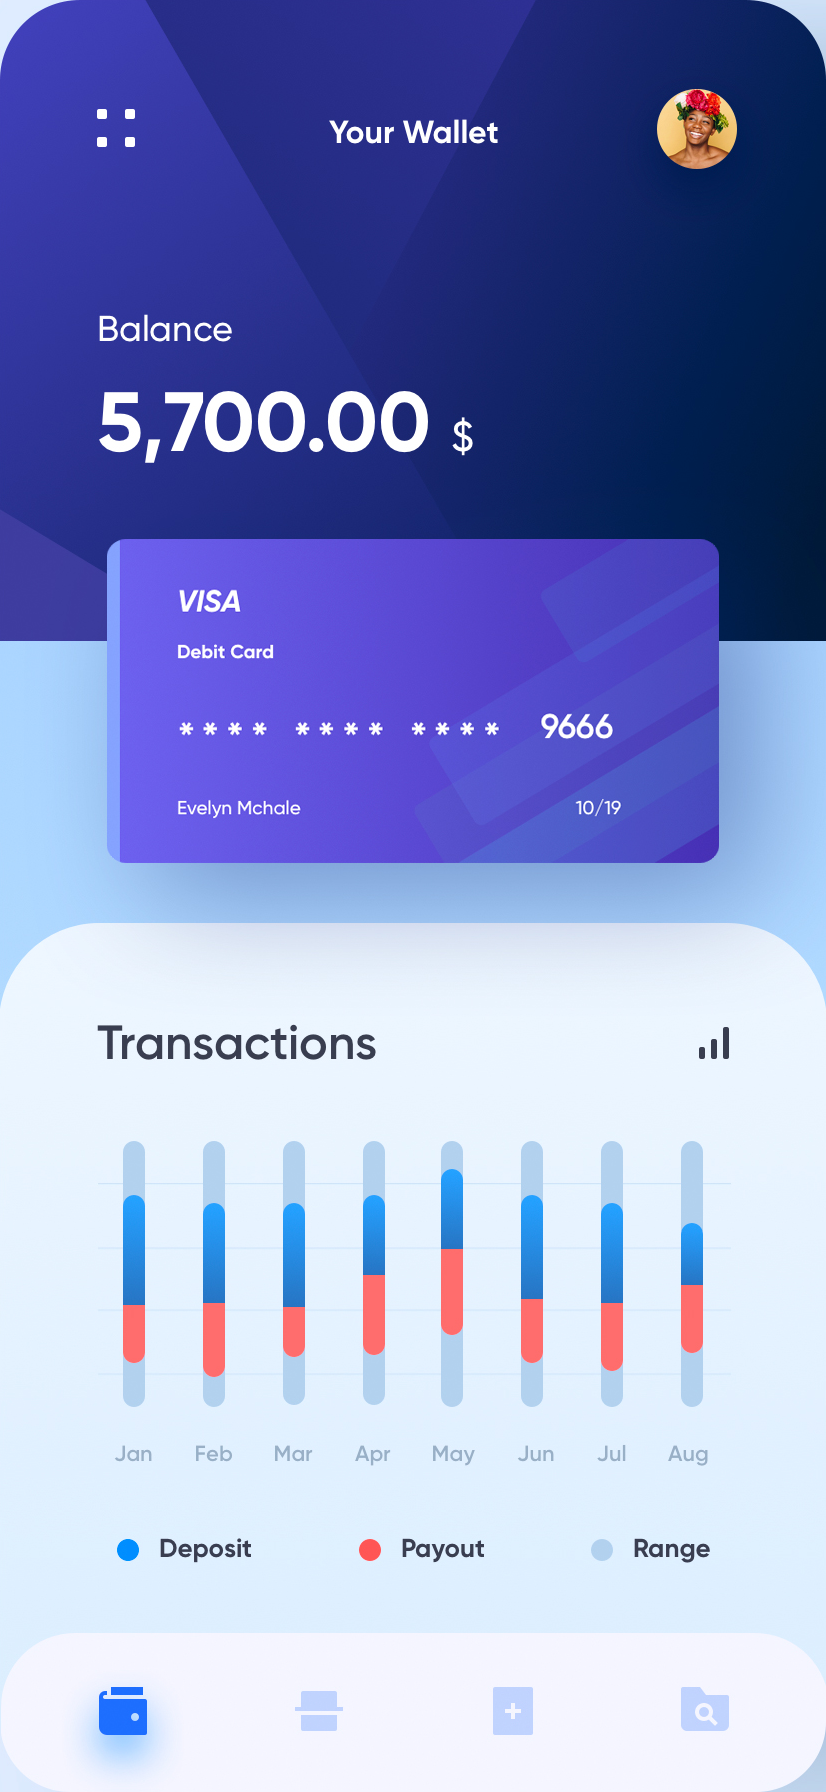 Your Wallet
Balance
5,700.00 $
VISA
Debit Card
**** **** **** 9666
Evelyn Mchale 10/19
Transactions
Jan Feb Mar Apr May Jun Jul Aug
Deposit Payout Range